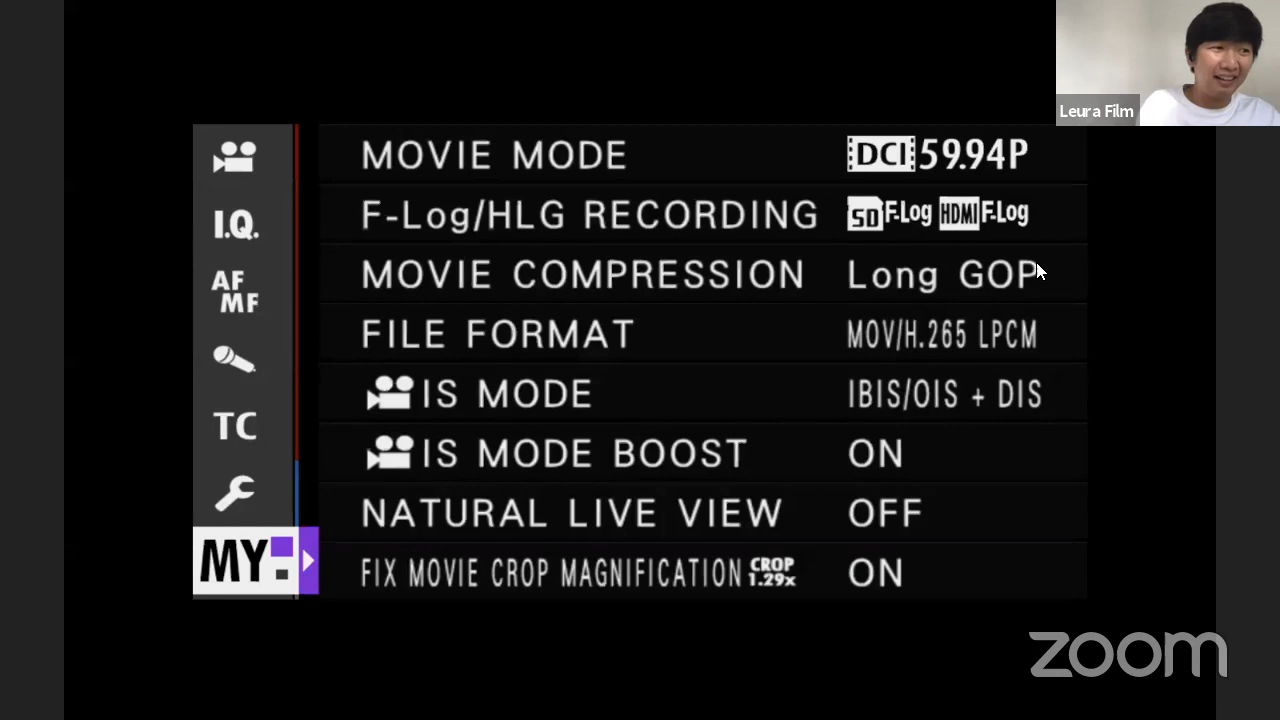 Leura Film
MOVIE MODE DCI 59.94P
I.Q. F-Log/HLG RECORDING SD F-Log HDMI F-Log
MOVIE COMPRESSION Long GOP
AF
MF
FILE FORMAT MOV/H.265 LPCM
IS MODE IBIS/OIS + DIS
TC
IS MODE BOOST ON
NATURAL LIVE VIEW OFF
MY
FIX MOVIE CROP MAGNIFICATION CROP 1.29x ON
zoom